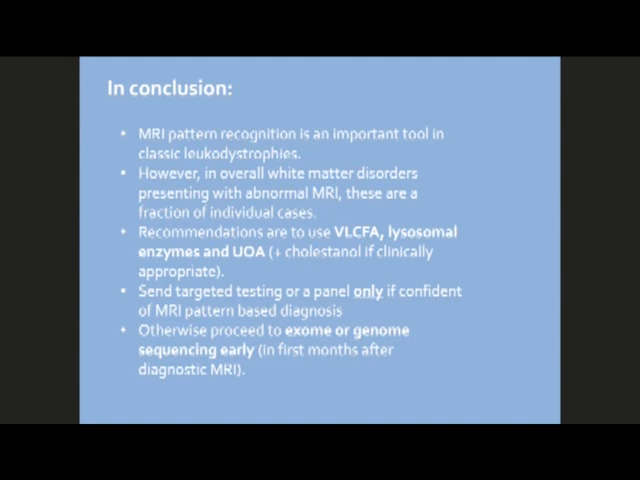 In conclusion:
• MRI pattern recognition is an important tool in
classic leukodystrophies.
• However, in overall white matter disorders
presenting with abnormal MRI, these are a
fraction of individual cases.
• Recommendations are to use VLCFA, lysosomal
enzymes and UOA (+ cholestanol if clinically
appropriate).
• Send targeted testing or a panel only if confident
of MRI pattern based diagnosis
• Otherwise proceed to exome or genome
sequencing early (in first months after
diagnostic MRI).